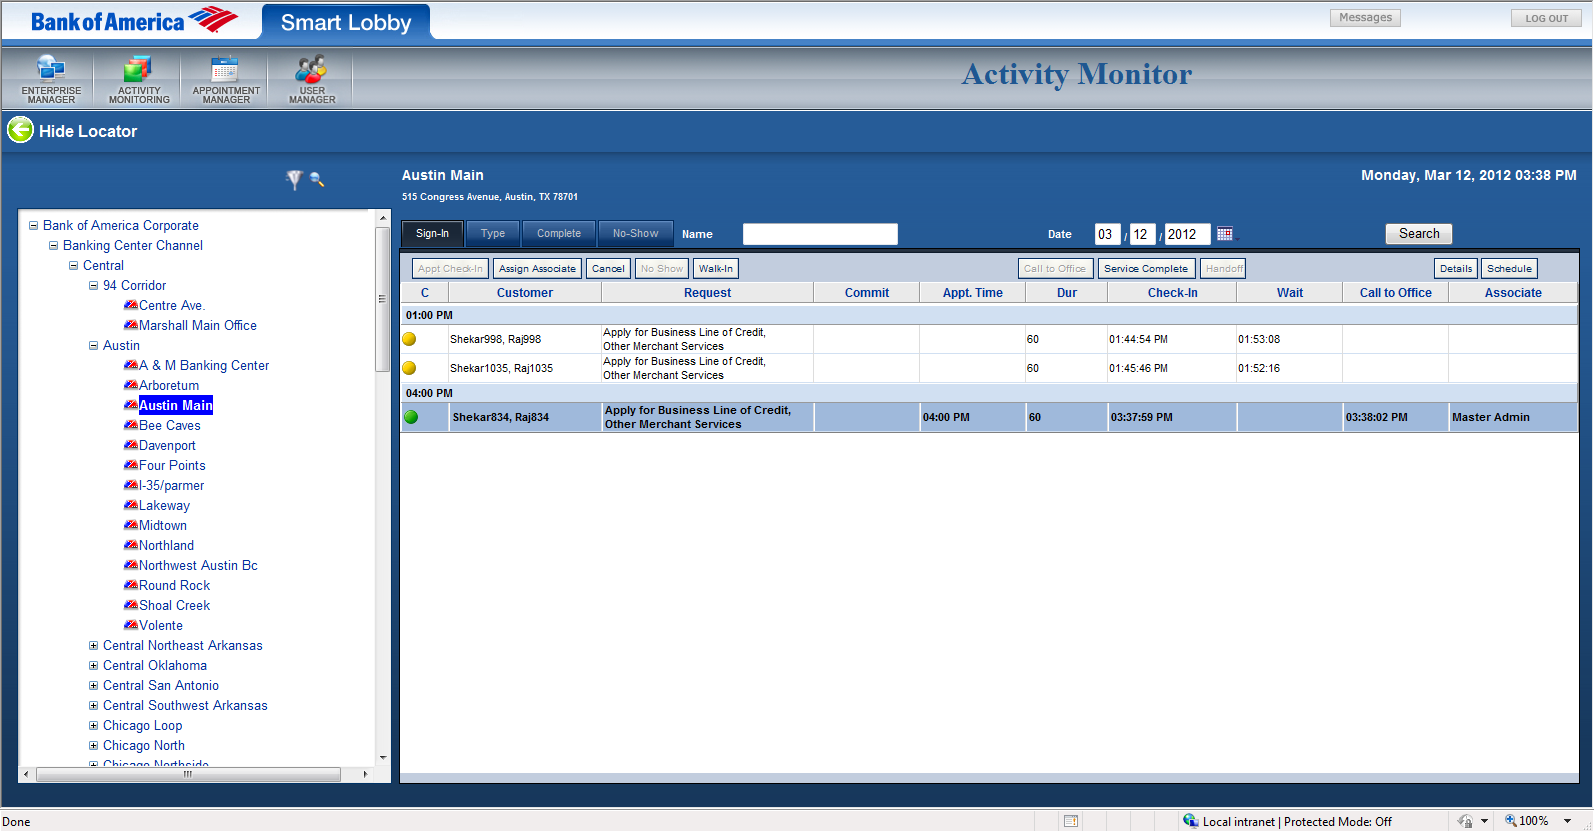 Bank of America
Smart Lobby
Messages
LOG OUT
ENTERPRISE MANAGER
ACTIVITY MONITORING
APPOINTMENT MANAGER
USER MANAGER
Activity Monitor
Hide Locator
Austin Main
Monday, Mar 12, 2012 03:38 PM
515 Congress Avenue, Austin, TX 78701
Bank of America Corporate
Banking Center Channel
Central
94 Corridor
Centre Ave.
Marshall Main Office
Austin
A & M Banking Center
Arboretum
Austin Main
Bee Caves
Davenport
Four Points
I-35/parmer
Lakeway
Midtown
Northland
Northwest Austin Bc
Round Rock
Shoal Creek
Volente
Central Northeast Arkansas
Central Oklahoma
Central San Antonio
Central Southwest Arkansas
Chicago Loop
Chicago North
Chicago Northside
Sign-In Type Complete No-Show Name Date 03 / 12 / 2012 Search
Appt Check-In Assign Associate Cancel No Show Walk-In Call to Office Service Complete Handoff Details Schedule
C Customer Request Commit Appt. Time Dur Check-In Wait Call to Office Associate
01:00 PM
Shekar998, Raj998 Apply for Business Line of Credit, 60 01:44:54 PM 01:53:08
Other Merchant Services
Shekar1035, Raj1035 Apply for Business Line of Credit, 60 01:45:46 PM 01:52:16
Other Merchant Services
04:00 PM
Shekar834, Raj834 Apply for Business Line of Credit, 04:00 PM 60 03:37:59 PM 03:38:02 PM Master Admin
Other Merchant Services
Done
Local intranet | Protected Mode: Off
100%